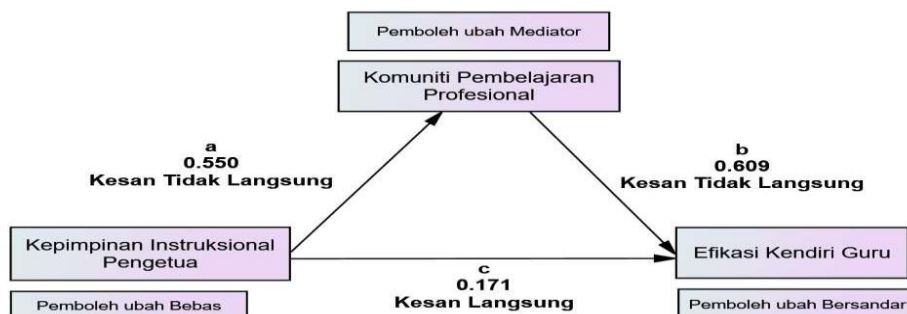 Pemboleh ubah Mediator
Komuniti Pembelajaran
Profesional
a
0.550
Kesan Tidak Langsung
b
0.609
Kesan Tidak Langsung
Kepimpinan Instruksional
Pengetua
Efikasi Kendiri Guru
c
0.171
Kesan Langsung
Pemboleh ubah Bebas
Pemboleh ubah Bersandar